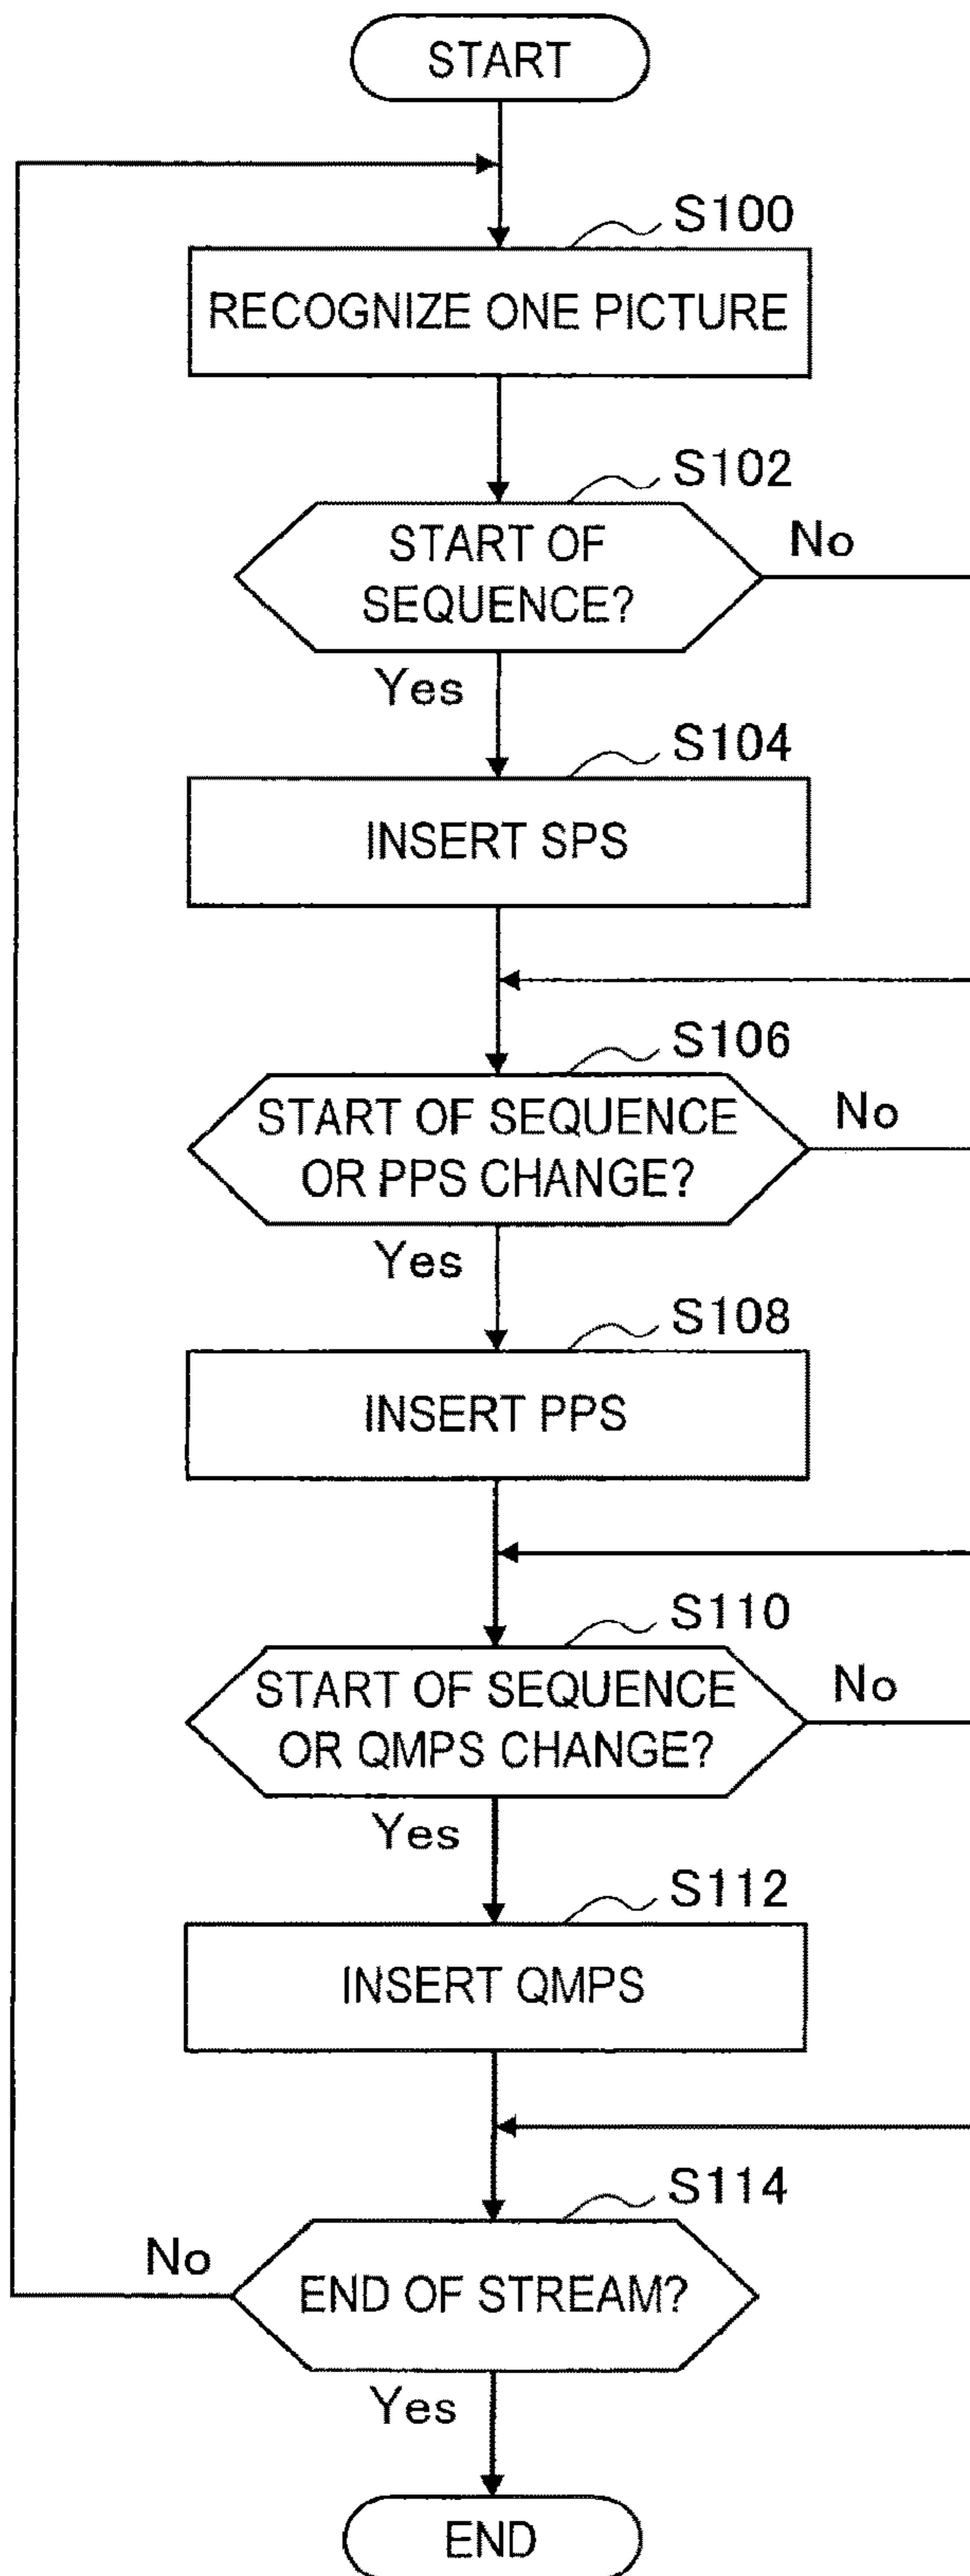 START
S100
RECOGNIZE ONE PICTURE
S102
START OF
SEQUENCE?
No
Yes
S104
INSERT SPS
S106
START OF SEQUENCE
OR PPS CHANGE?
No
Yes
S108
INSERT PPS
S110
START OF SEQUENCE
OR QMPS CHANGE?
No
Yes
S112
INSERT QMPS
S114
No
END OF STREAM?
Yes
END